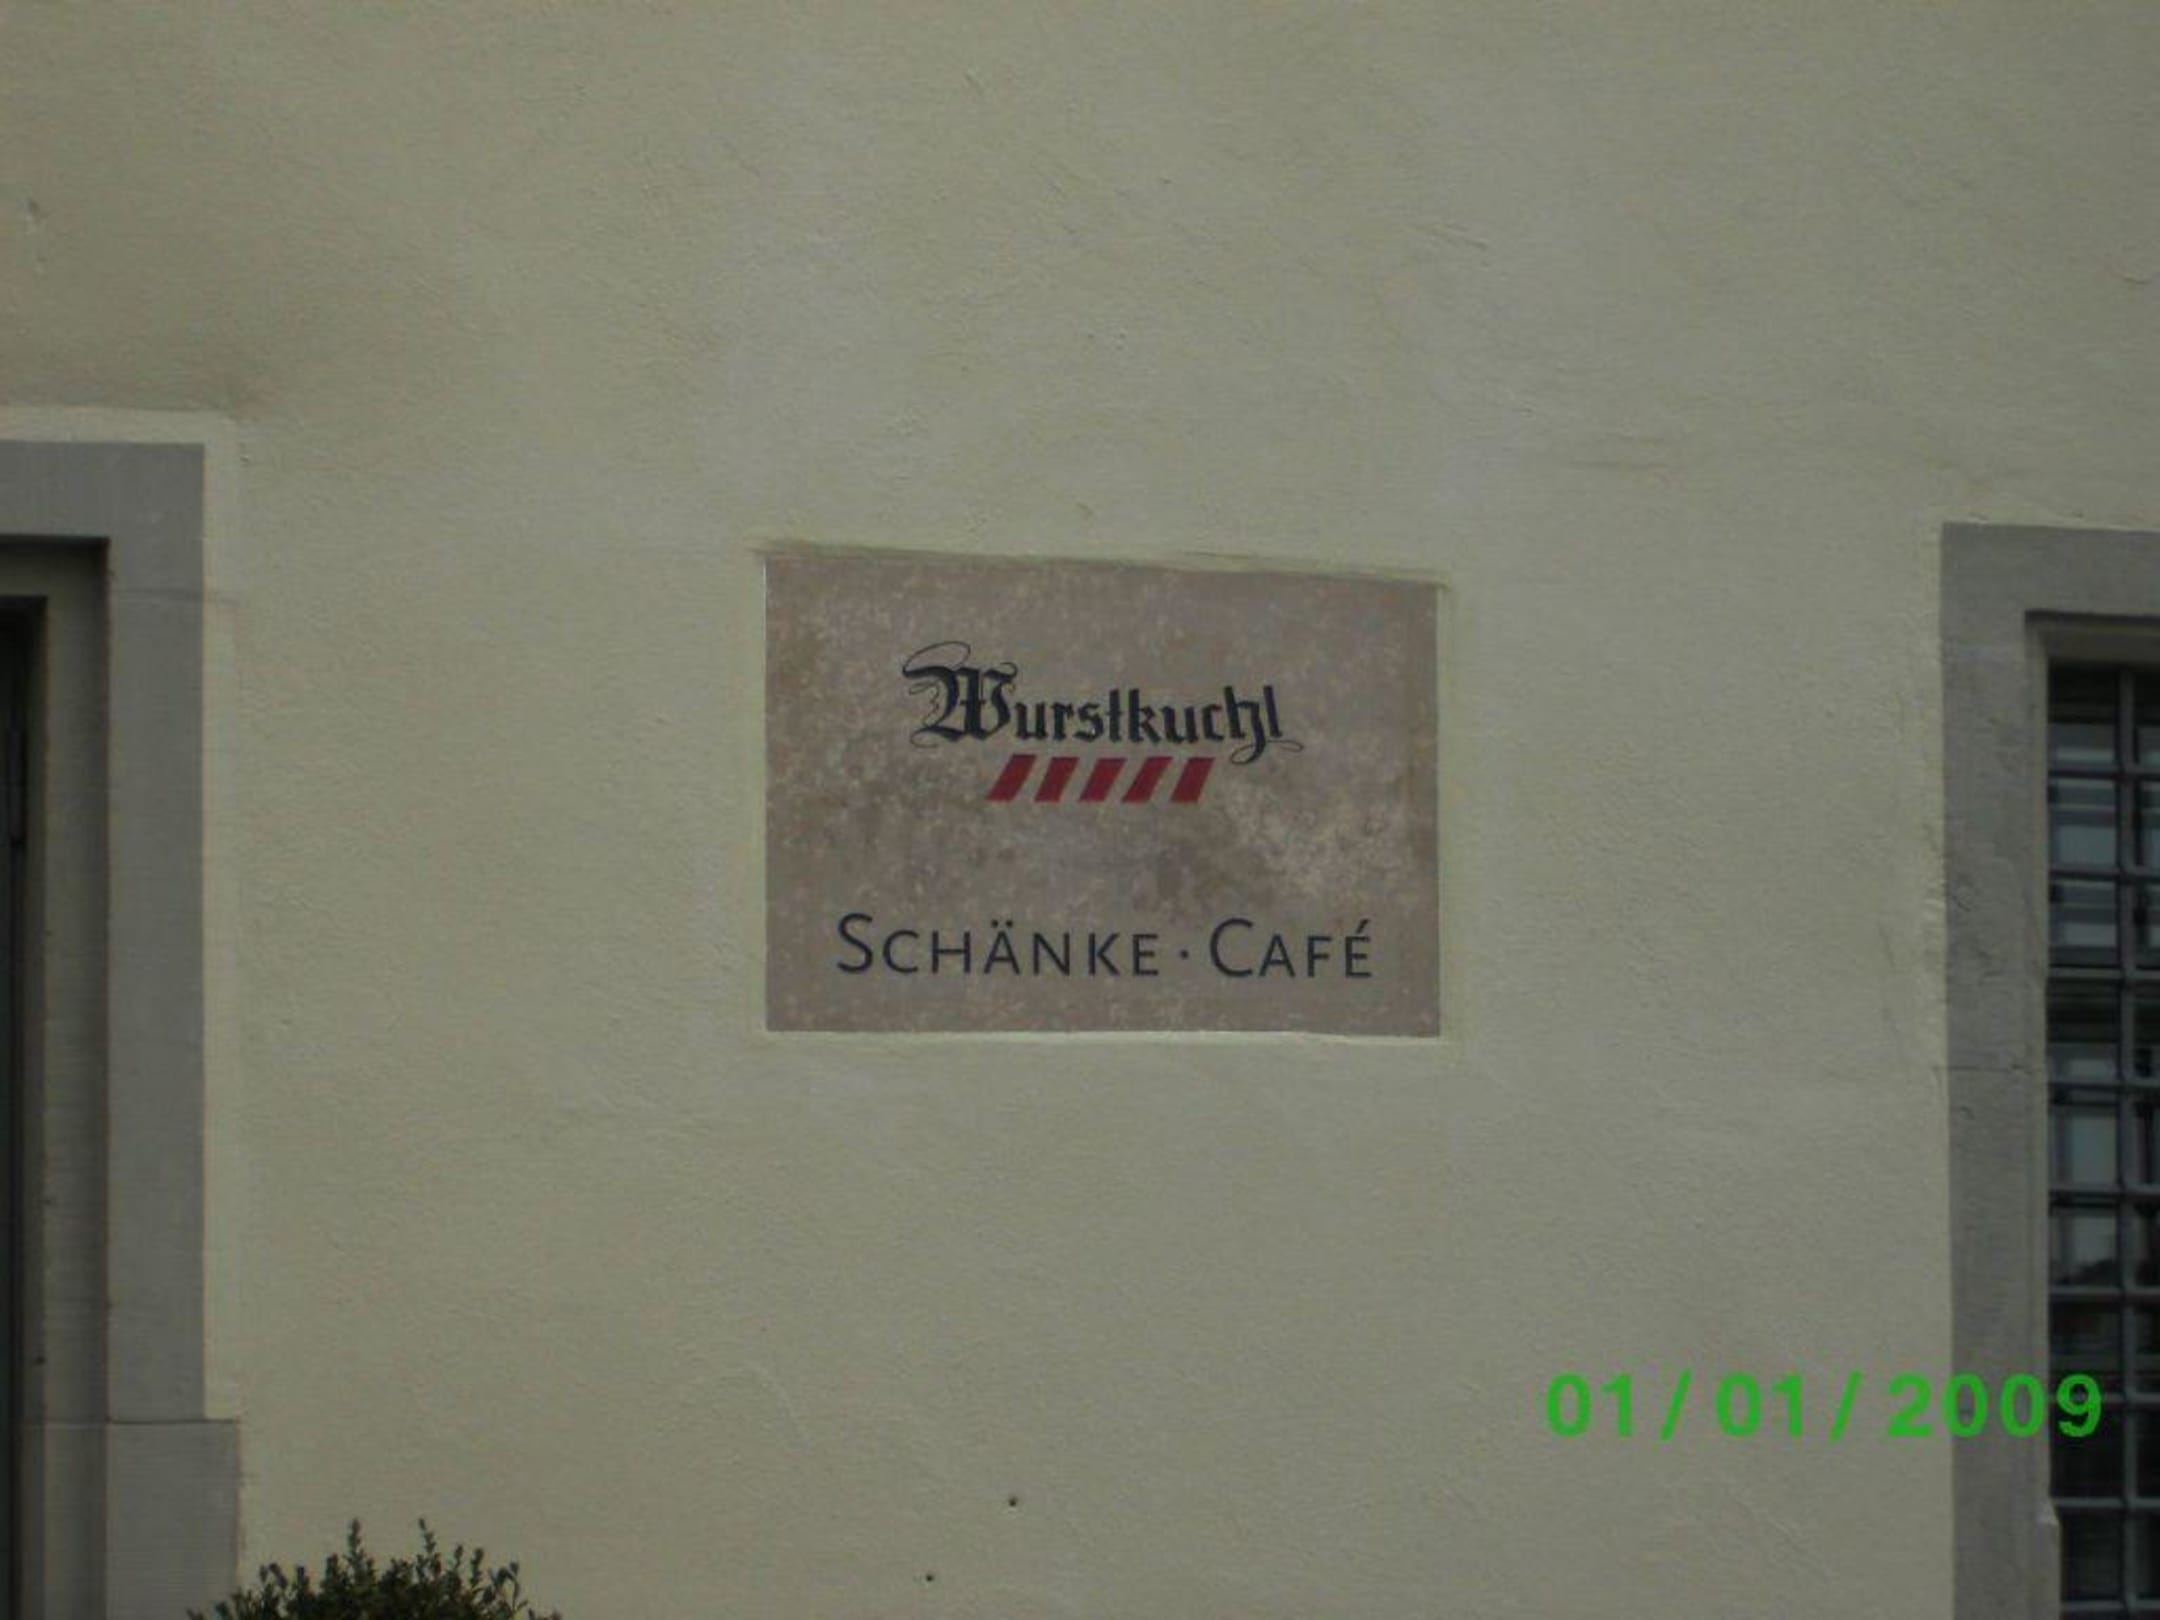 Wurstkuchl
SCHÄNKE · CAFÉ
01/01/2009